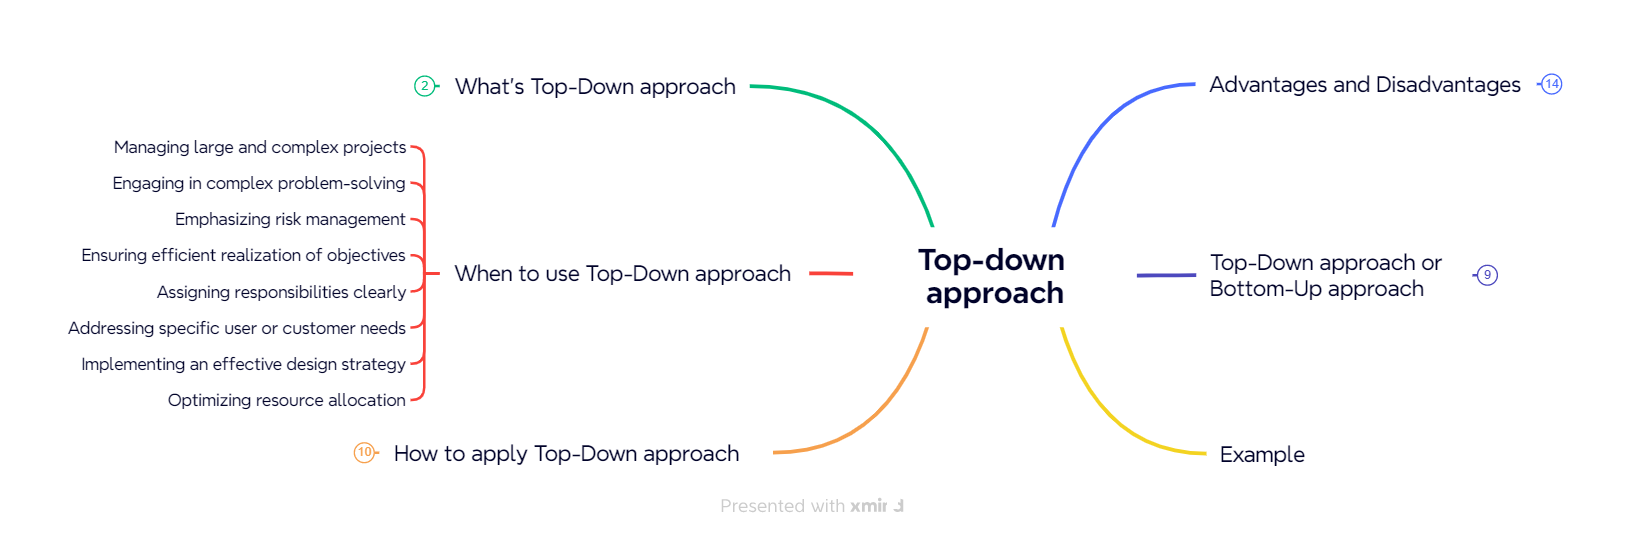 Top-down
approach
2
What's Top-Down approach
When to use Top-Down approach
Managing large and complex projects
Engaging in complex problem-solving
Emphasizing risk management
Ensuring efficient realization of objectives
Assigning responsibilities clearly
Addressing specific user or customer needs
Implementing an effective design strategy
Optimizing resource allocation
10
How to apply Top-Down approach
Advantages and Disadvantages
14
Top-Down approach or
Bottom-Up approach
9
Example
Presented with xmind